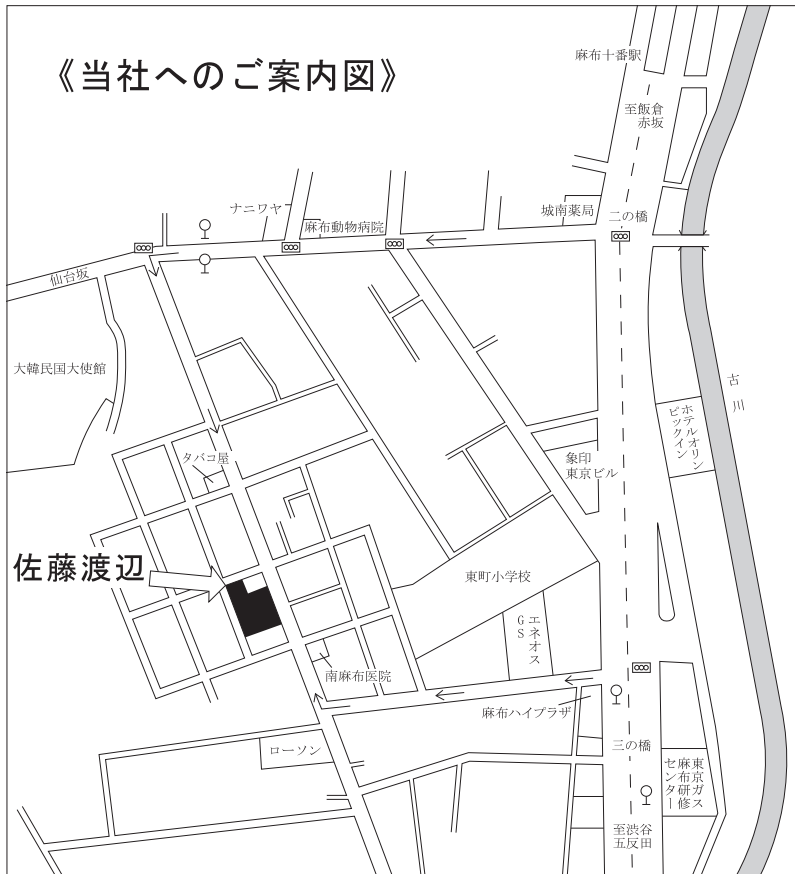 《当社へのご案内図》
麻布十番駅
至飯倉
赤坂
ナニワヤ
麻布動物病院
城南薬局
二の橋
仙台坂
大韓民国大使館
古川
ホテルオリン
ピックイン
タバコ屋
象印
東京ビル
佐藤渡辺
東町小学校
エネオス
GS
南麻布医院
麻布ハイプラザ
ローソン
三の橋
東京ガス
麻布研修
センター
至渋谷
五反田